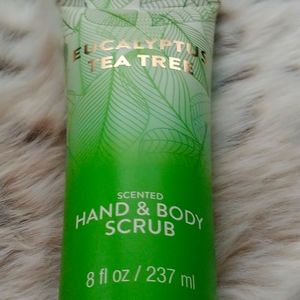 EUCALYPTUS
TEA TREE
SCENTED
HAND & BODY
SCRUB
8 fl oz / 237 ml